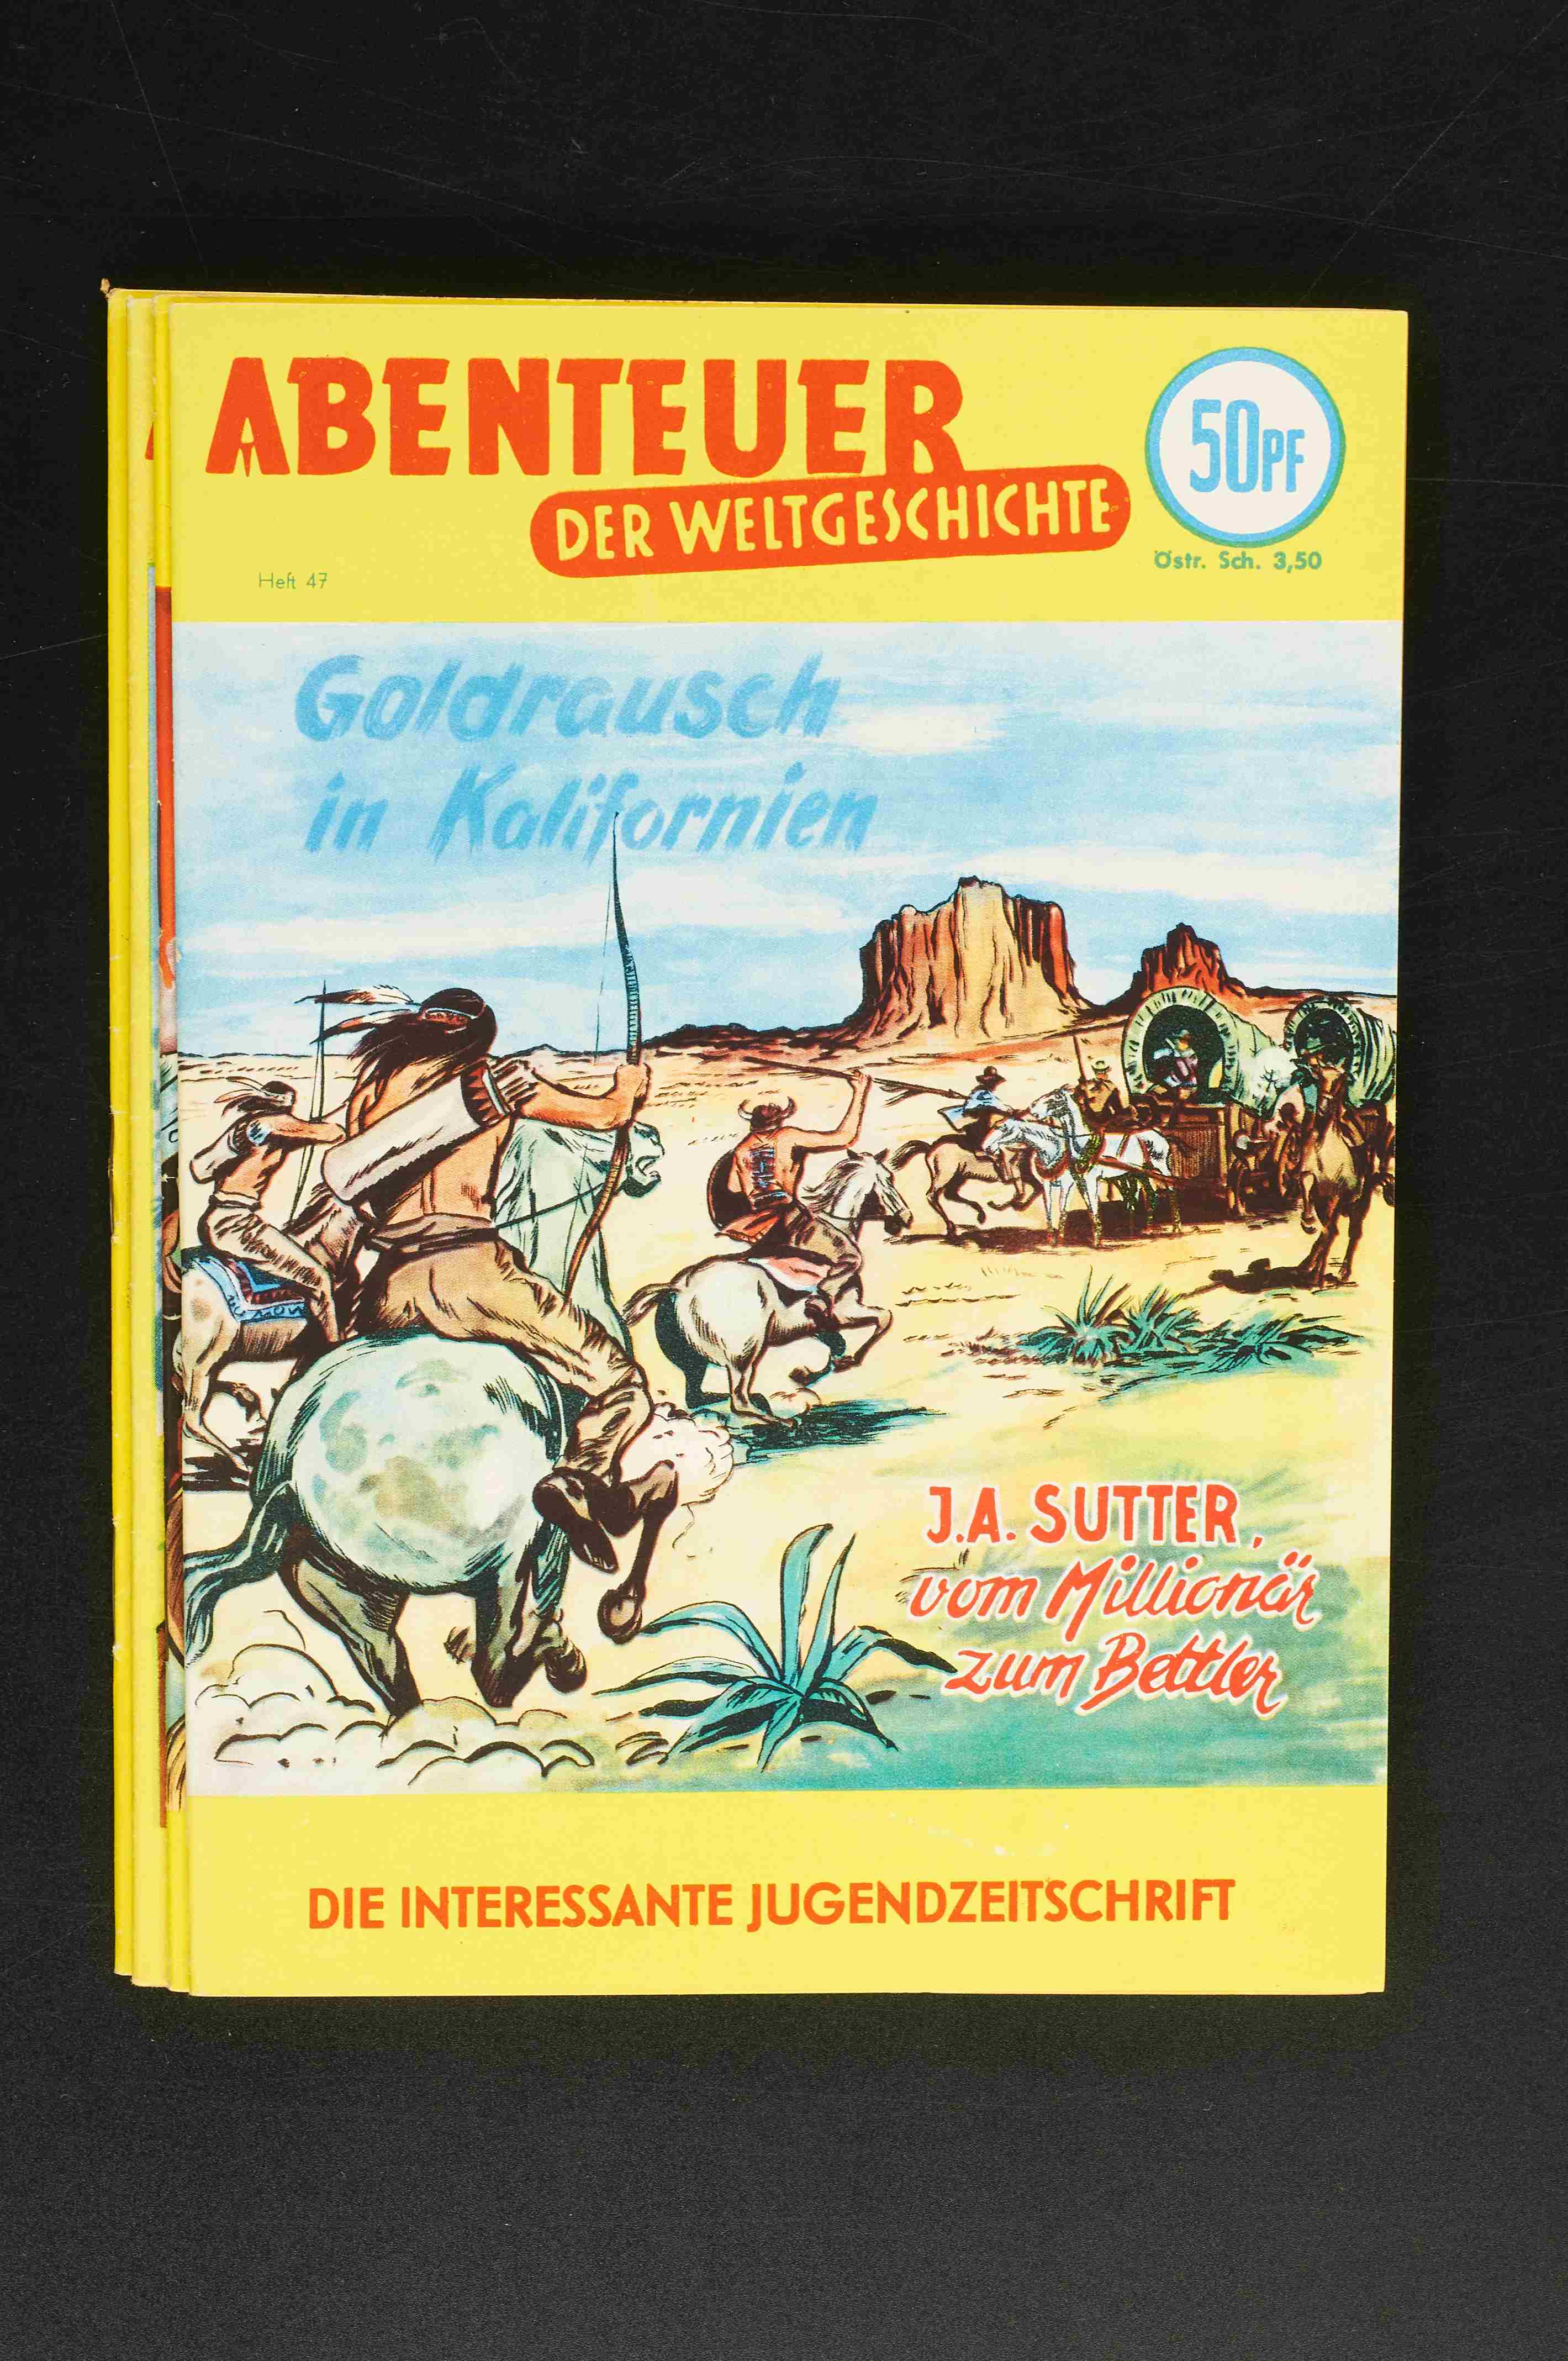 ABENTEUER
DER WELTGESCHICHTE
50PF
Östr. Sch. 3,50
Heft 47
Goldrausch
in Kalifornien
J.A. SUTTER,
vom Millionär
zum Bettler
DIE INTERESSANTE JUGENDZEITSCHRIFT